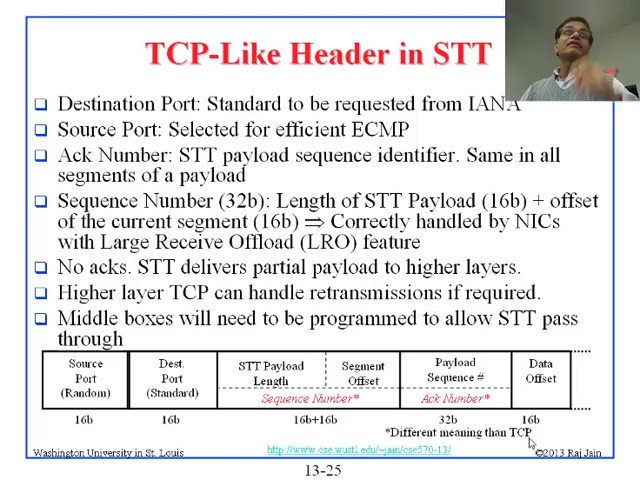 TCP-Like Header in STT
Destination Port: Standard to be requested from IANA
Source Port: Selected for efficient ECMP
Ack Number: STT payload sequence identifier. Same in all
segments of a payload
Sequence Number (32b): Length of STT Payload (16b) + offset
of the current segment (16b) ⇒ Correctly handled by NICs
with Large Receive Offload (LRO) feature
No acks. STT delivers partial payload to higher layers.
Higher layer TCP can handle retransmissions if required.
Middle boxes will need to be programmed to allow STT pass
through
Source
Port
(Random)
Dest.
Port
(Standard)
STT Payload
Length
Segment
Offset
Sequence Number*
Payload
Sequence #
Ack Number*
Data
Offset
16b
16b
16b+16b
32b
16b
*Different meaning than TCP
Washington University in St. Louis
http://www.cse.wustl.edu/~jain/cse570-13/
©2013 Raj Jain
13-25